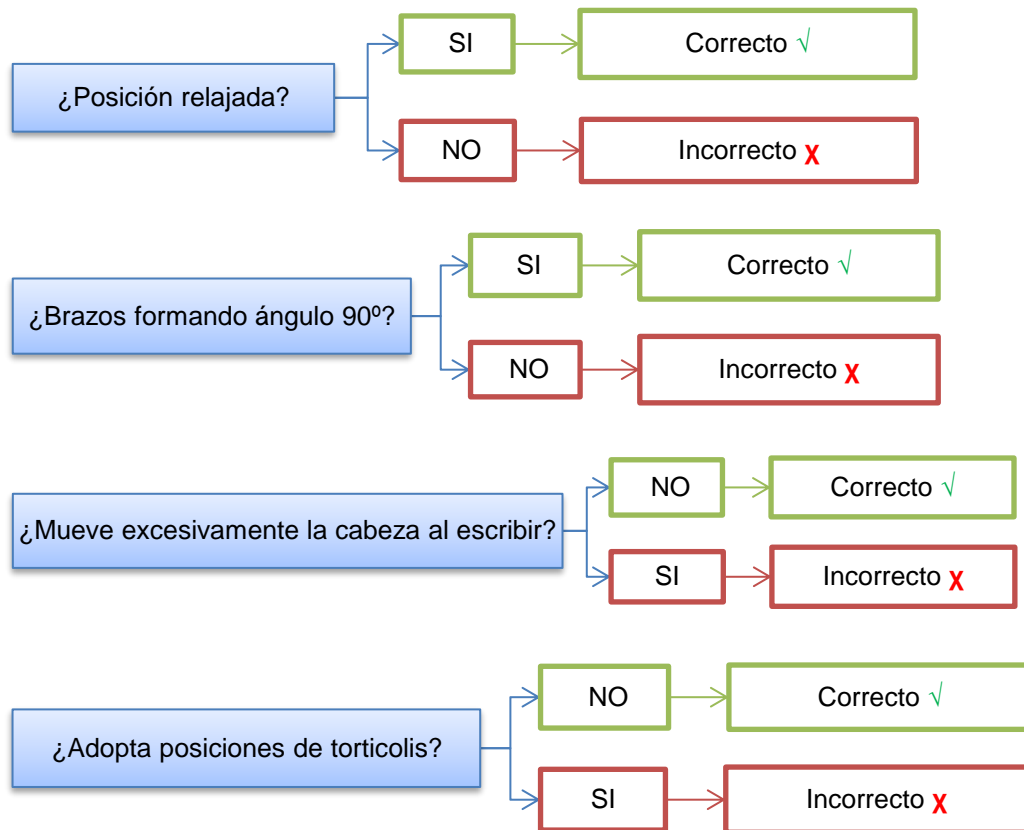 SI
Correcto √
¿Posición relajada?
NO
Incorrecto X
SI
Correcto √
¿Brazos formando ángulo 90º?
NO
Incorrecto X
NO
Correcto √
¿Mueve excesivamente la cabeza al escribir?
SI
Incorrecto X
NO
Correcto √
¿Adopta posiciones de torticolis?
SI
Incorrecto X